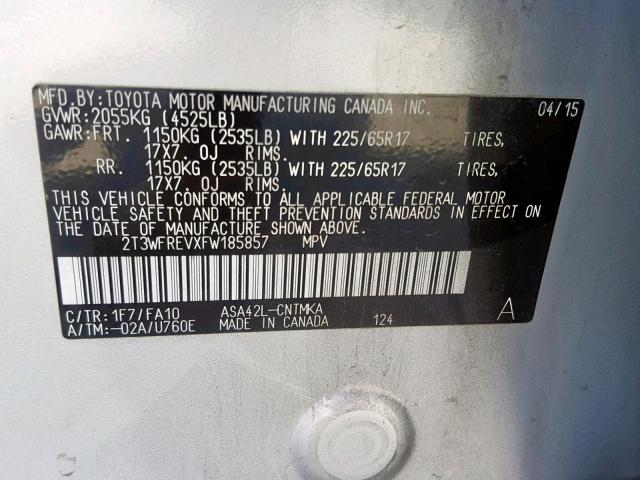 MFD.BY:TOYOTA MOTOR MANUFACTURING CANADA INC. 04/15
GVWR:2055KG (4525LB)
GAWR:FRT. 1150KG (2535LB) WITH 225/65R17 TIRES,
17X7. 0J RIMS.
RR. 1150KG (2535LB) WITH 225/65R17 TIRES,
17X7. 0J RIMS.
THIS VEHICLE CONFORMS TO ALL APPLICABLE FEDERAL MOTOR
VEHICLE SAFETY AND THEFT PREVENTION STANDARDS IN EFFECT ON
THE DATE OF MANUFACTURE SHOWN ABOVE.
2T3WFREVXFW185857 MPV
C/TR: 1F7/FA10 ASA42L-CNTMKA
A/TM: -02A/U760E MADE IN CANADA 124 A